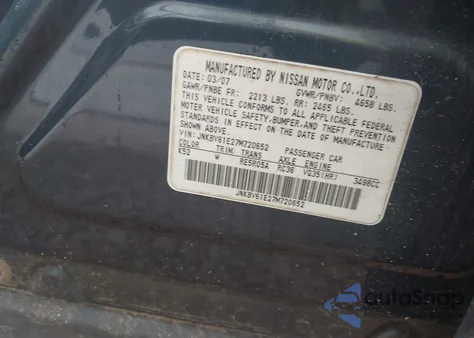 MANUFACTURED BY NISSAN MOTOR CO.,LTD.
DATE: 03/07 GVWR/PNBV: 4658 LBS.
GAWR/PNBE FR: 2213 LBS. RR: 2465 LBS.
THIS VEHICLE CONFORMS TO ALL APPLICABLE FEDERAL
MOTOR VEHICLE SAFETY,BUMPER,AND THEFT PREVENTION
STANDARDS IN EFFECT ON THE DATE OF MANUFACTURE
SHOWN ABOVE.
VIN: JNKBV61E27M720652 PASSENGER CAR
COLOR TRIM TRANS AXLE ENGINE
K52 W RE5R05A RC36 VQ35(HR) 3498CC
JNKBV61E27M720652
autoSnap